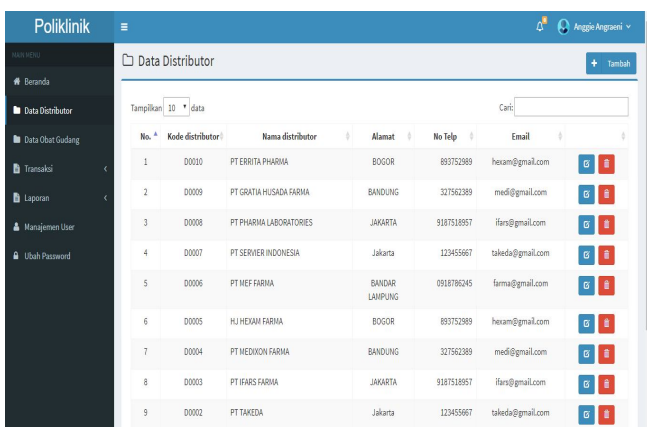 Poliklinik
Anggie Angraeni
MAIN MENU
Data Distributor
+ Tambah
Beranda
Data Distributor
Data Obat Gudang
Transaksi
Laporan
Manajemen User
Ubah Password
Tampilkan 10 data
Cari:
No. Kode distributor Nama distributor Alamat No Telp Email
1 D0010 PT ERRITA PHARMA BOGOR 893752989 hexam@gmail.com
2 D0009 PT GRATIA HUSADA FARMA BANDUNG 327562389 medi@gmail.com
3 D0008 PT PHARMA LABORATORIES JAKARTA 9187518957 ifars@gmail.com
4 D0007 PT SERVIER INDONESIA Jakarta 123455667 takeda@gmail.com
5 D0006 PT MEF FARMA BANDAR LAMPUNG 0918786245 farma@gmail.com
6 D0005 HJ HEXAM FARMA BOGOR 893752989 hexam@gmail.com
7 D0004 PT MEDIXON FARMA BANDUNG 327562389 medi@gmail.com
8 D0003 PT IFARS FARMA JAKARTA 9187518957 ifars@gmail.com
9 D0002 PT TAKEDA Jakarta 123455667 takeda@gmail.com